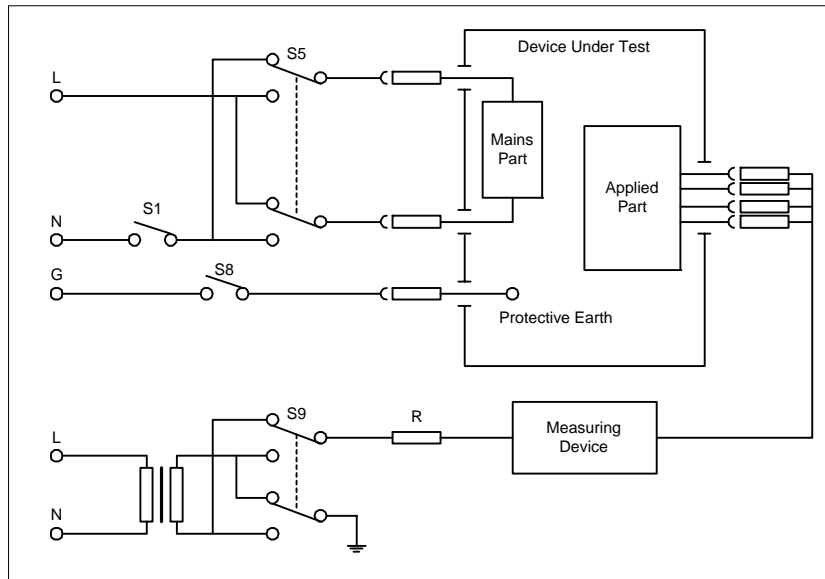 S5
Device Under Test
L
Mains
Part
Applied
Part
S1
N
S8
G
Protective Earth
S9
R
L
Measuring
Device
N